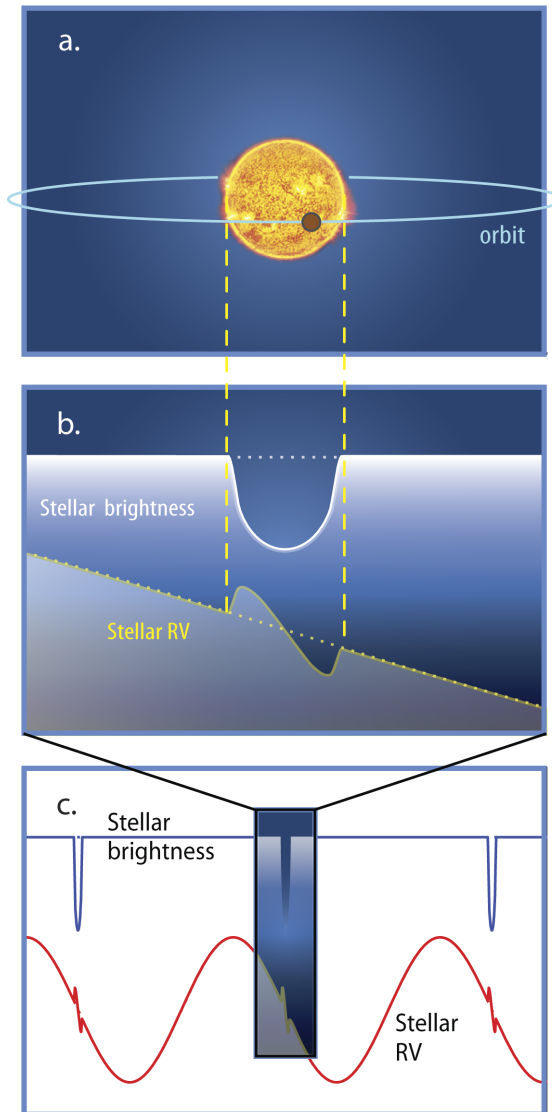 a.
orbit
b.
Stellar brightness
Stellar RV
c.
Stellar
brightness
Stellar
RV